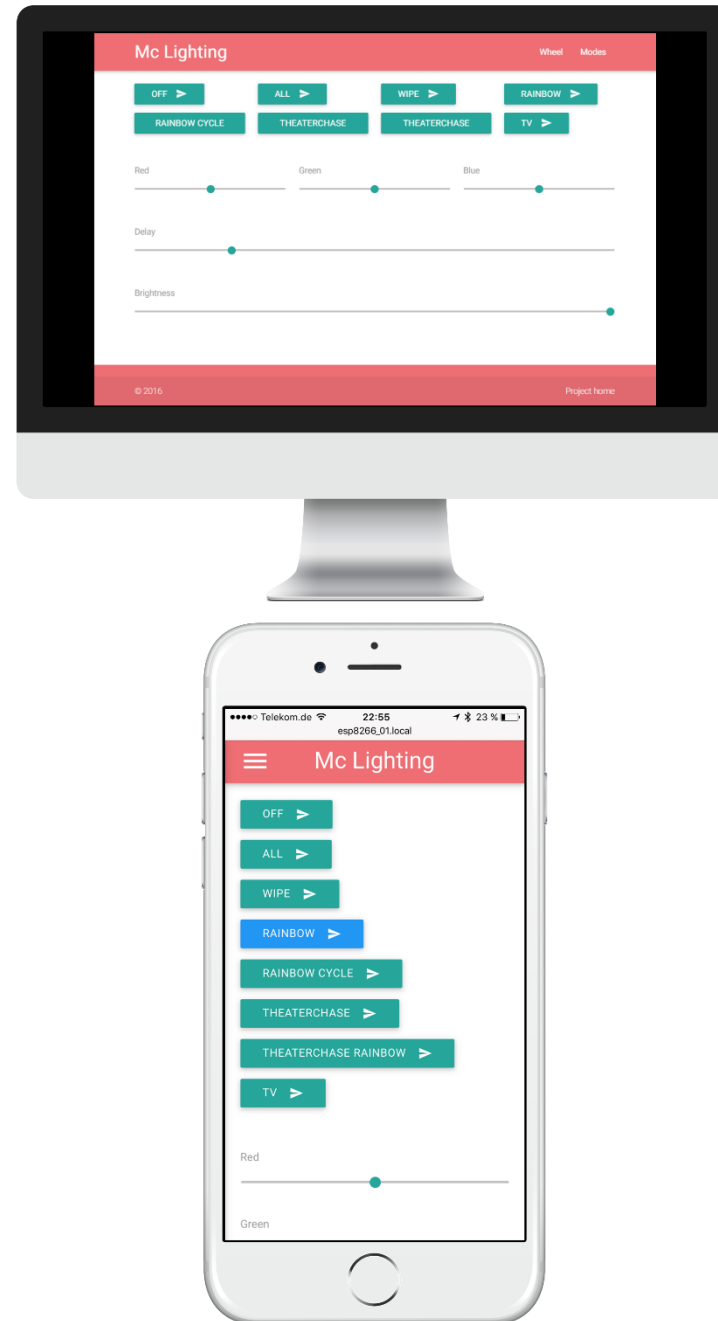 Mc Lighting Wheel Modes
OFF ALL WIPE RAINBOW
RAINBOW CYCLE THEATERCHASE THEATERCHASE TV
Red Green Blue
Delay
Brightness
© 2016 Project home
Telekom.de 22:55 23 %
esp8266_01.local
Mc Lighting
OFF
ALL
WIPE
RAINBOW
RAINBOW CYCLE
THEATERCHASE
THEATERCHASE RAINBOW
TV
Red
Green